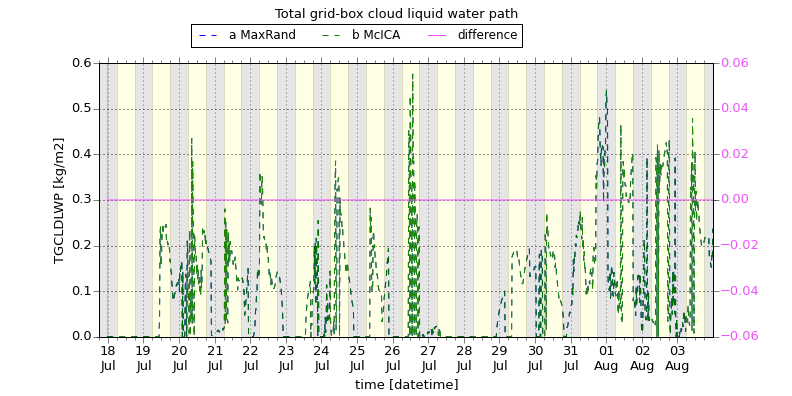 Total grid-box cloud liquid water path
a MaxRand b McICA difference
0.6 0.06
0.5 0.04
0.4 0.02
0.3 0.00
0.2 −0.02
0.1 −0.04
0.0 −0.06
TGCLDLWP [kg/m2]
18 19 20 21 22 23 24 25 26 27 28 29 30 31 01 02 03
Jul Jul Jul Jul Jul Jul Jul Jul Jul Jul Jul Jul Jul Jul Aug Aug Aug
time [datetime]